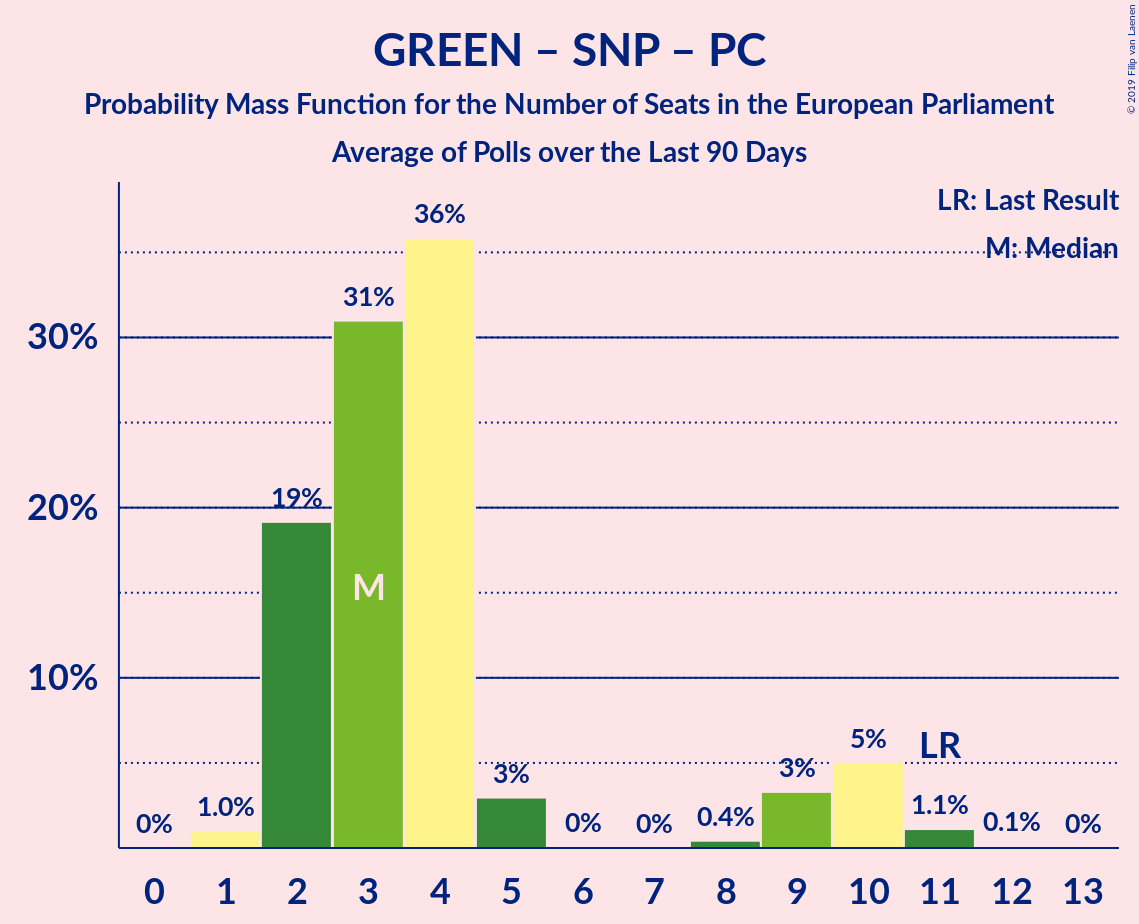 GREEN – SNP – PC
Probability Mass Function for the Number of Seats in the European Parliament
Average of Polls over the Last 90 Days
© 2019 Filip van Laenen
LR: Last Result
M: Median
30%
20%
10%
0%
1.0%
19%
31%
36%
3%
0%
0%
0.4%
3%
5%
1.1%
0.1%
0%
M
LR
0 1 2 3 4 5 6 7 8 9 10 11 12 13